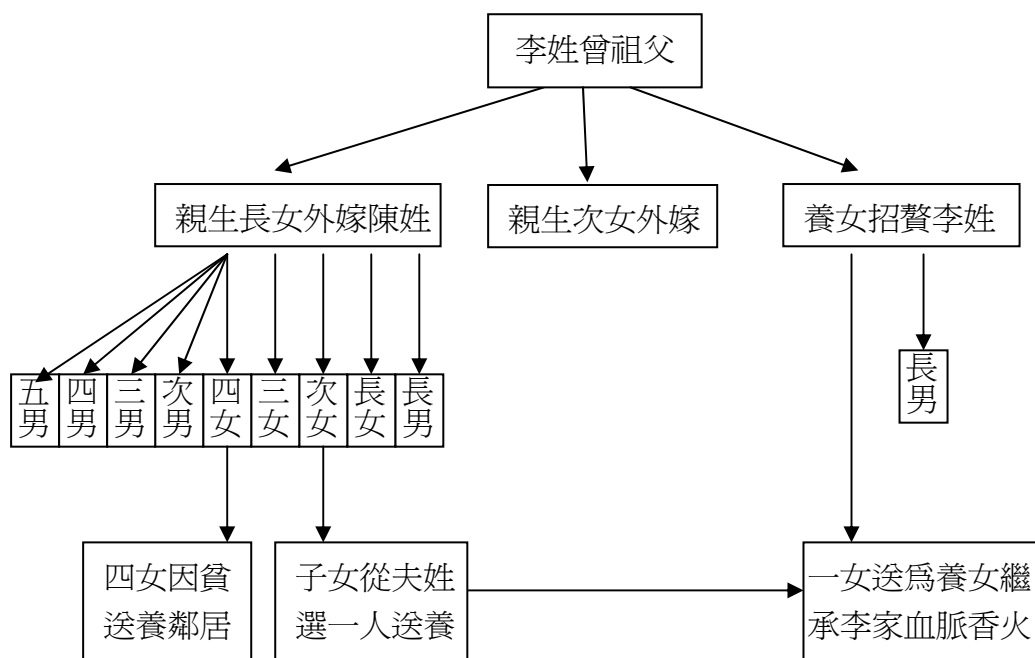 李姓曾祖父
親生長女外嫁陳姓
親生次女外嫁
養女招贅李姓
五男
四男
三男
次男
四女
三女
次女
長女
長男
長男
四女因貧
送養鄰居
子女從夫姓
選一人送養
一女送爲養女繼
承李家血脈香火